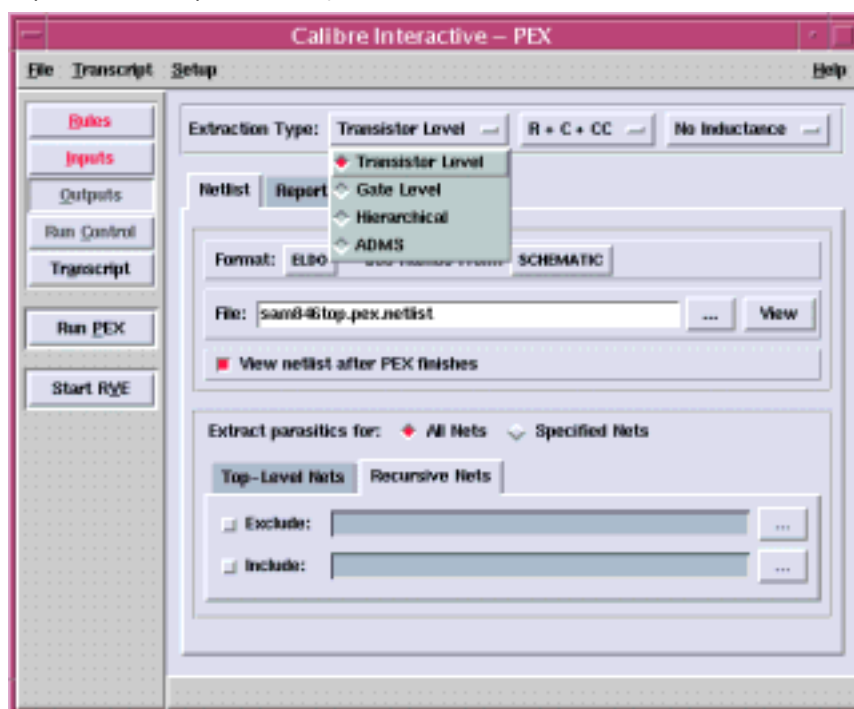 Calibre Interactive – PEX
File Transcript Setup Help
Rules
Inputs
Outputs
Run Control
Transcript
Run PEX
Start RVE
Extraction Type: Transistor Level R + C + CC No Inductance
Transistor Level
Gate Level
Hierarchical
ADMS
Netlist Report
Format: ELDO SCHEMATIC
File: sam846top.pex.netlist ... View
View netlist after PEX finishes
Extract parasitics for: All Nets Specified Nets
Top-Level Nets Recursive Nets
Exclude: ...
Include: ...